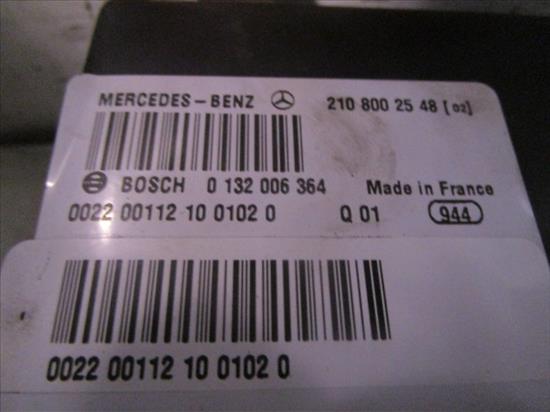 MERCEDES-BENZ 210 800 25 48 [02]
BOSCH 0 132 006 364 Made in France
0022 00112 10 0102 0 Q 01 944
0022 00112 10 0102 0